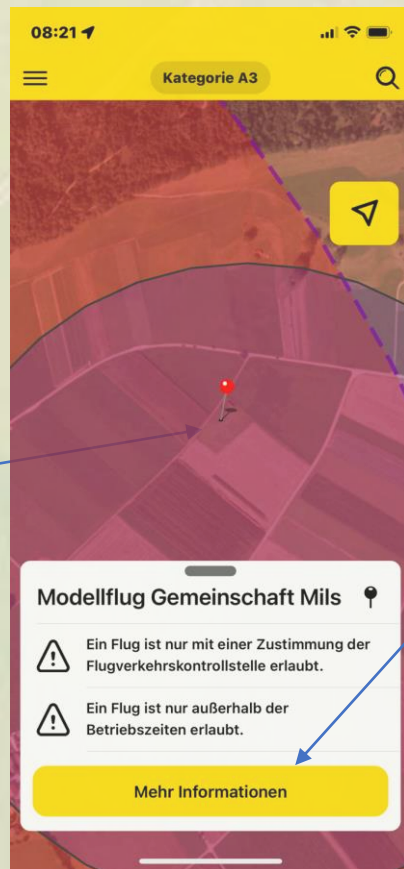 08:21
Kategorie A3
Modellflug Gemeinschaft Mils
Ein Flug ist nur mit einer Zustimmung der
Flugverkehrskontrollstelle erlaubt.
Ein Flug ist nur außerhalb der
Betriebszeiten erlaubt.
Mehr Informationen